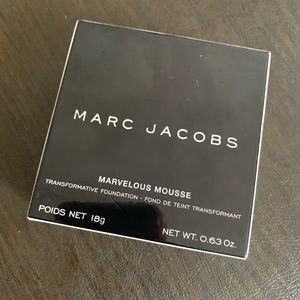 MARC JACOBS
MARVELOUS MOUSSE
TRANSFORMATIVE FOUNDATION - FOND DE TEINT TRANSFORMANT
POIDS NET 18g NET WT. 0.63 Oz.